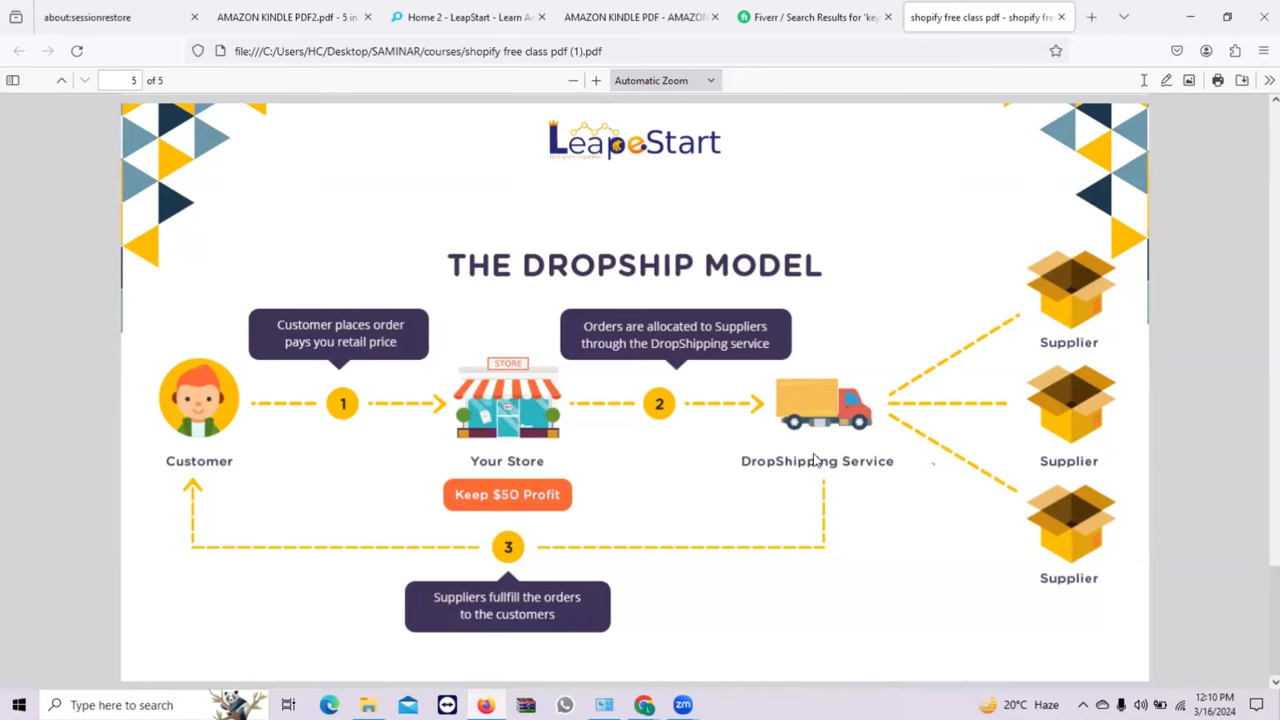 about:sessionrestore
AMAZON KINDLE PDF2.pdf - 5 in
Home 2 - LeapStart - Learn A
AMAZON KINDLE PDF - AMAZON
Fiverr / Search Results for 'key
shopify free class pdf - shopify fre
file:///C:/Users/HC/Desktop/SAMINAR/courses/shopify free class pdf (1).pdf
5 of 5
Automatic Zoom
LeapeStart
THE DROPSHIP MODEL
Customer places order
pays you retail price
Orders are allocated to Suppliers
through the DropShipping service
STORE
1
2
Supplier
Customer
Your Store
DropShipping Service
Supplier
Keep $50 Profit
3
Supplier
Suppliers fullfill the orders
to the customers
Type here to search
20°C Haze
12:10 PM
3/16/2024